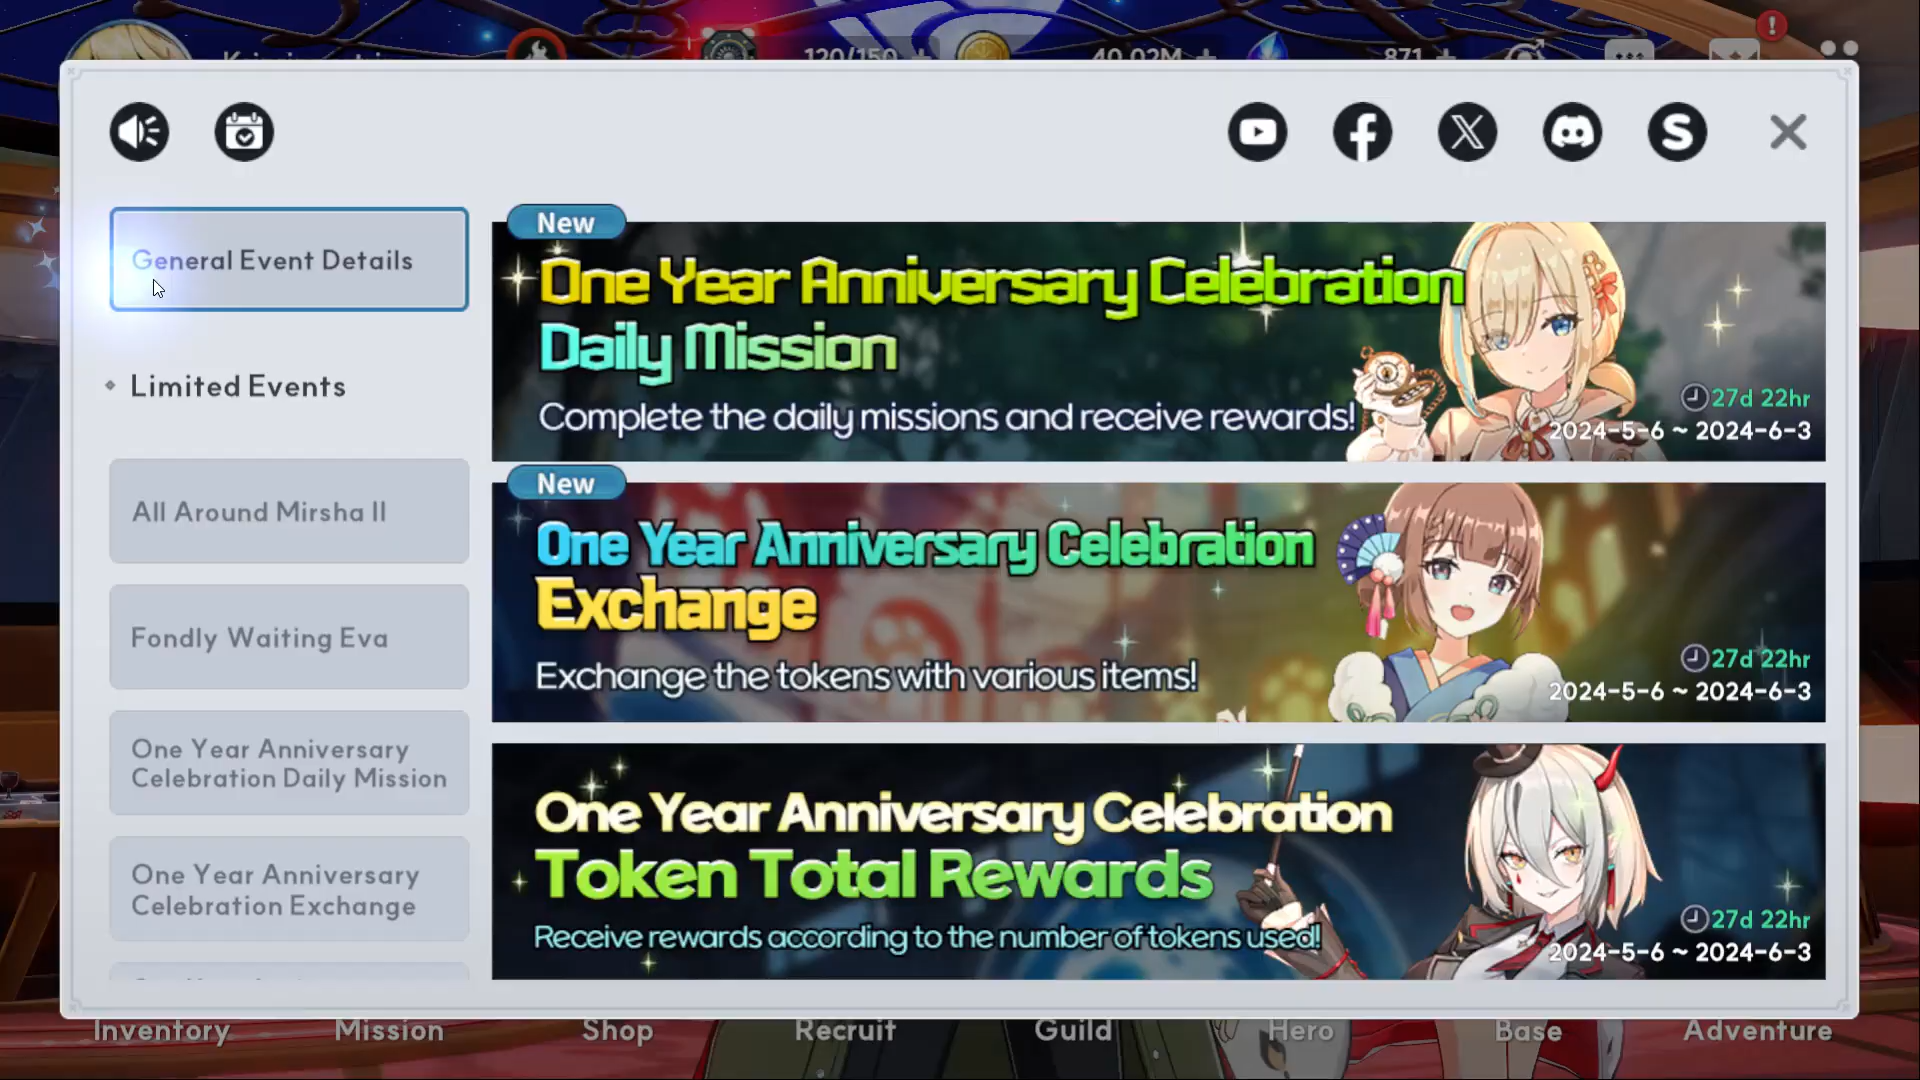 120/150 +
40.02M +
871 +
General Event Details
Limited Events
All Around Mirsha II
Fondly Waiting Eva
One Year Anniversary
Celebration Daily Mission
One Year Anniversary
Celebration Exchange
New
One Year Anniversary Celebration
Daily Mission
Complete the daily missions and receive rewards!
27d 22hr
2024-5-6 ~ 2024-6-3
New
One Year Anniversary Celebration
Exchange
Exchange the tokens with various items!
27d 22hr
2024-5-6 ~ 2024-6-3
One Year Anniversary Celebration
Token Total Rewards
Receive rewards according to the number of tokens used!
27d 22hr
2024-5-6 ~ 2024-6-3
Inventory
Mission
Shop
Recruit
Guild
Hero
Base
Adventure